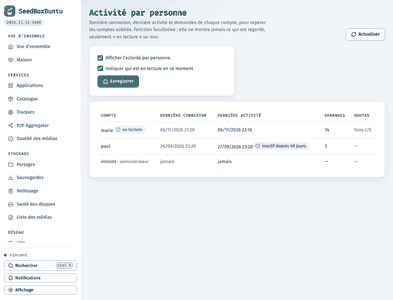 SeedBoxBuntu
Activité par personne
Dernière connexion, dernière activité et demandes de chaque compte, pour repérer
les comptes oubliés. Fonction facultative : elle ne montre jamais ce qui est regardé,
seulement « en lecture » ou non.
Actualiser
VUE D'ENSEMBLE
Vue d'ensemble
Maison
SERVICES
Applications
Catalogue
Trackers
P2P Aggregator
Qualité des médias
STOCKAGE
Partages
Sauvegardes
Nettoyage
Santé des disques
Liste des médias
RÉSEAU
vincent
Rechercher
Ctrl K
Notifications
Affichage
Afficher l'activité par personne
Indiquer qui est en lecture en ce moment
Enregistrer
COMPTE DERNIÈRE CONNEXION DERNIÈRE ACTIVITÉ DEMANDES QUOTAS
marie en lecture 06/11/2026 21:20 06/11/2026 22:10 14 films 2/5
paul 26/09/2026 23:20 27/09/2026 23:20 inactif depuis 40 jours 3 —
vincent · administrateur jamais jamais — —